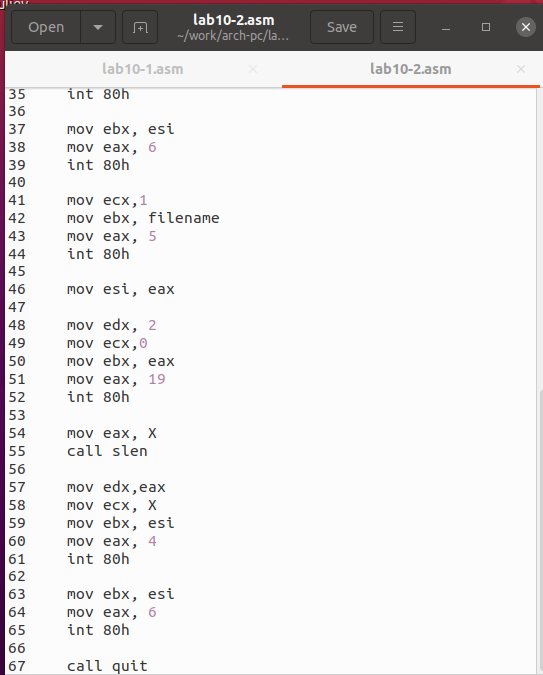 Open
lab10-2.asm
~/work/arch-pc/la...
Save
lab10-1.asm
lab10-2.asm
35 int 80h
36
37 mov ebx, esi
38 mov eax, 6
39 int 80h
40
41 mov ecx,1
42 mov ebx, filename
43 mov eax, 5
44 int 80h
45
46 mov esi, eax
47
48 mov edx, 2
49 mov ecx,0
50 mov ebx, eax
51 mov eax, 19
52 int 80h
53
54 mov eax, X
55 call slen
56
57 mov edx,eax
58 mov ecx, X
59 mov ebx, esi
60 mov eax, 4
61 int 80h
62
63 mov ebx, esi
64 mov eax, 6
65 int 80h
66
67 call quit